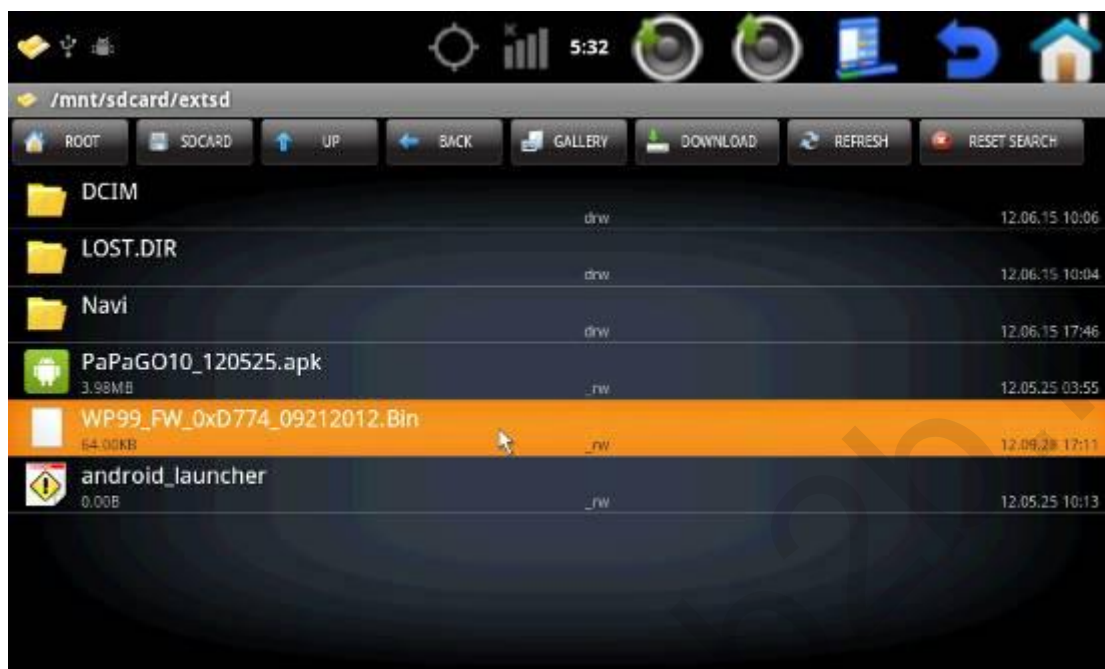 5:32
/mnt/sdcard/extsd
ROOT SDCARD UP BACK GALLERY DOWNLOAD REFRESH RESET SEARCH
DCIM
drw 12.06.15 10:06
LOST.DIR
drw 12.06.15 10:04
Navi
drw 12.06.15 17:46
PaPaGO10_120525.apk
3.98MB _rw 12.05.25 03:55
WP99_FW_0xD774_09212012.Bin
64.00KB _rw 12.09.28 17:11
android_launcher
0.00B _rw 12.05.25 10:13